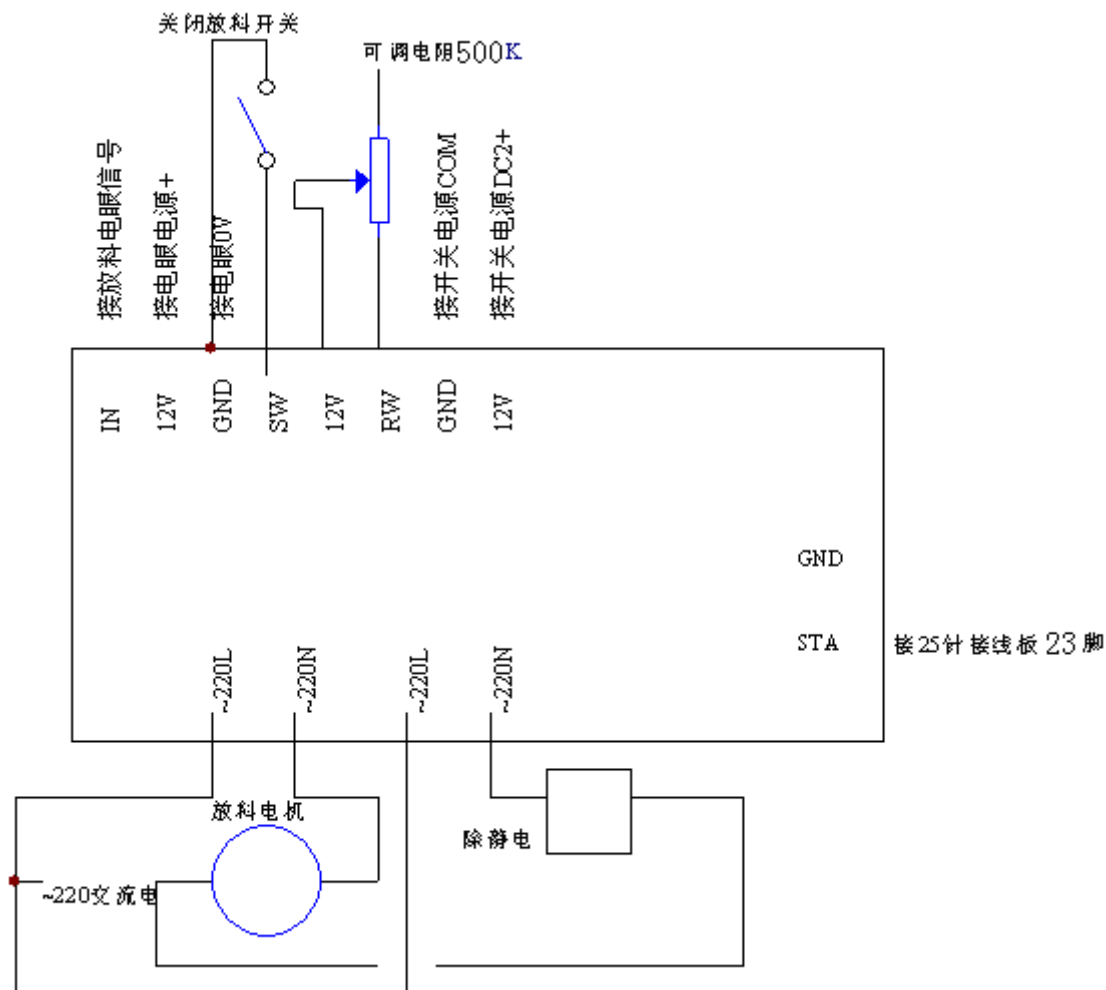 关闭放料开关
可调电阻500K
接放料电眼信号
接电眼电源+
接电眼0V
接开关电源COM
接开关电源DC2+
IN
12V
GND
SW
12V
RW
GND
12V
GND
STA
接25针接线板23脚
~220L
~220N
~220L
~220N
放料电机
除静电
~220交流电